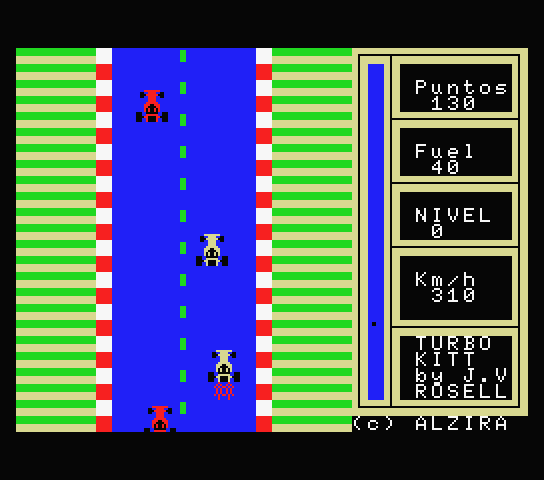 Puntos
130
Fuel
40
NIVEL
0
Km/h
310
TURBO
KITT
by J.V
ROSELL
(c) ALZIRA